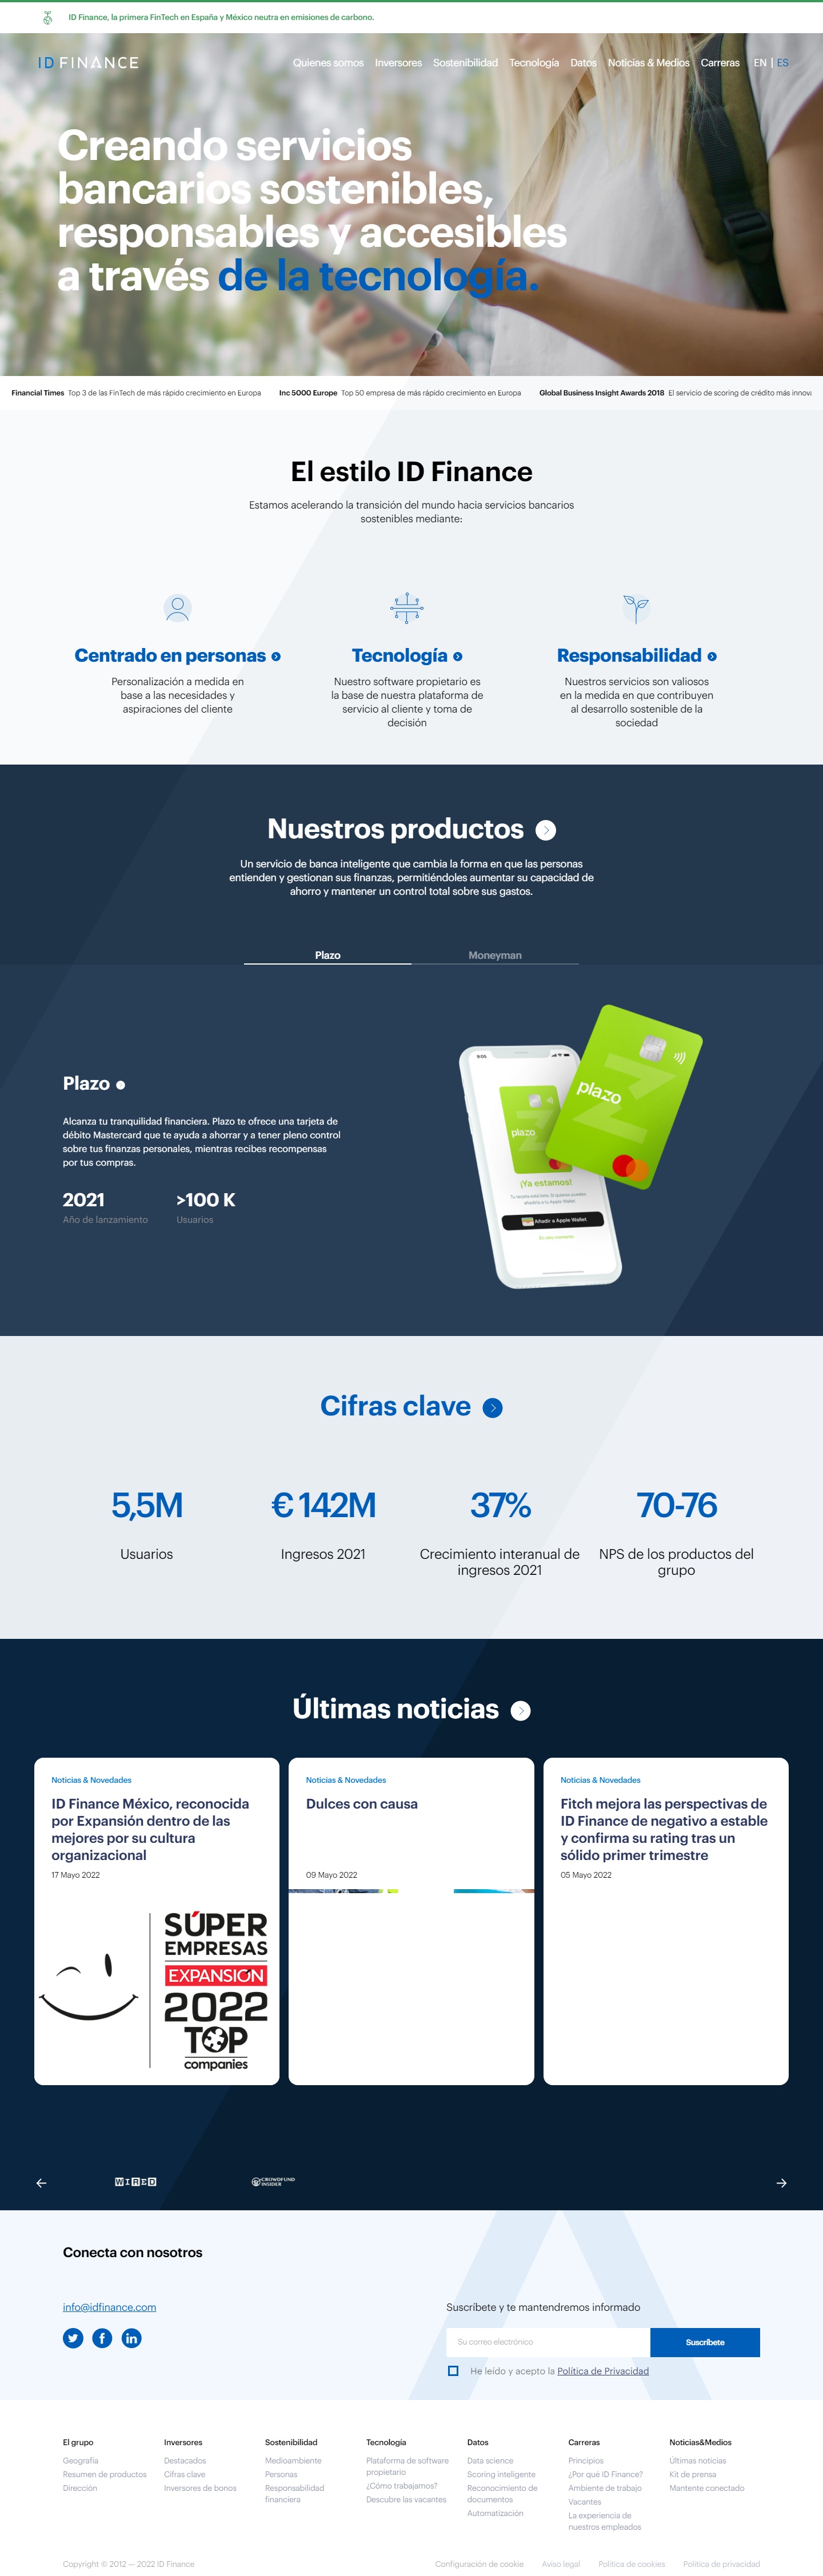 ID Finance, la primera FinTech en España y México neutra en emisiones de carbono.
ID FINANCE
Quienes somos Inversores Sostenibilidad Tecnología Datos Noticias & Medios Carreras EN | ES
Creando servicios
bancarios sostenibles,
responsables y accesibles
a través de la tecnología.
Financial Times Top 3 de las FinTech de más rápido crecimiento en Europa Inc 5000 Europe Top 50 empresa de más rápido crecimiento en Europa Global Business Insight Awards 2018 El servicio de scoring de crédito más innova
El estilo ID Finance
Estamos acelerando la transición del mundo hacia servicios bancarios
sostenibles mediante:
Centrado en personas
Personalización a medida en
base a las necesidades y
aspiraciones del cliente
Tecnología
Nuestro software propietario es
la base de nuestra plataforma de
servicio al cliente y toma de
decisión
Responsabilidad
Nuestros servicios son valiosos
en la medida en que contribuyen
al desarrollo sostenible de la
sociedad
Nuestros productos
Un servicio de banca inteligente que cambia la forma en que las personas
entienden y gestionan sus finanzas, permitiéndoles aumentar su capacidad de
ahorro y mantener un control total sobre sus gastos.
Plazo Moneyman
Plazo
Alcanza tu tranquilidad financiera. Plazo te ofrece una tarjeta de
débito Mastercard que te ayuda a ahorrar y a tener pleno control
sobre tus finanzas personales, mientras recibes recompensas
por tus compras.
2021
Año de lanzamiento
>100 K
Usuarios
9:05
plazo
plazo
¡Ya estamos!
Tu tarjeta está lista. Si quieres puedes
añadirla a tu Apple Wallet
Añadir a Apple Wallet
En otro momento
Cifras clave
5,5M
Usuarios
€ 142M
Ingresos 2021
37%
Crecimiento interanual de
ingresos 2021
70-76
NPS de los productos del
grupo
Últimas noticias
Noticias & Novedades
ID Finance México, reconocida
por Expansión dentro de las
mejores por su cultura
organizacional
17 Mayo 2022
SÚPER
EMPRESAS
EXPANSIÓN
2022
TOP
companies
Noticias & Novedades
Dulces con causa
09 Mayo 2022
Noticias & Novedades
Fitch mejora las perspectivas de
ID Finance de negativo a estable
y confirma su rating tras un
sólido primer trimestre
05 Mayo 2022
WIRED
CROWDFUND
INSIDER
Conecta con nosotros
info@idfinance.com
Suscríbete y te mantendremos informado
Su correo electrónico
Suscríbete
He leído y acepto la Política de Privacidad
El grupo
Geografía
Resumen de productos
Dirección
Inversores
Destacados
Cifras clave
Inversores de bonos
Sostenibilidad
Medioambiente
Personas
Responsabilidad
financiera
Tecnología
Plataforma de software
propietario
¿Cómo trabajamos?
Descubre las vacantes
Datos
Data science
Scoring inteligente
Reconocimiento de
documentos
Automatización
Carreras
Principios
¿Por qué ID Finance?
Ambiente de trabajo
Vacantes
La experiencia de
nuestros empleados
Noticias&Medios
Últimas noticias
Kit de prensa
Mantente conectado
Copyright © 2012 — 2022 ID Finance
Configuración de cookie Aviso legal Política de cookies Política de privacidad